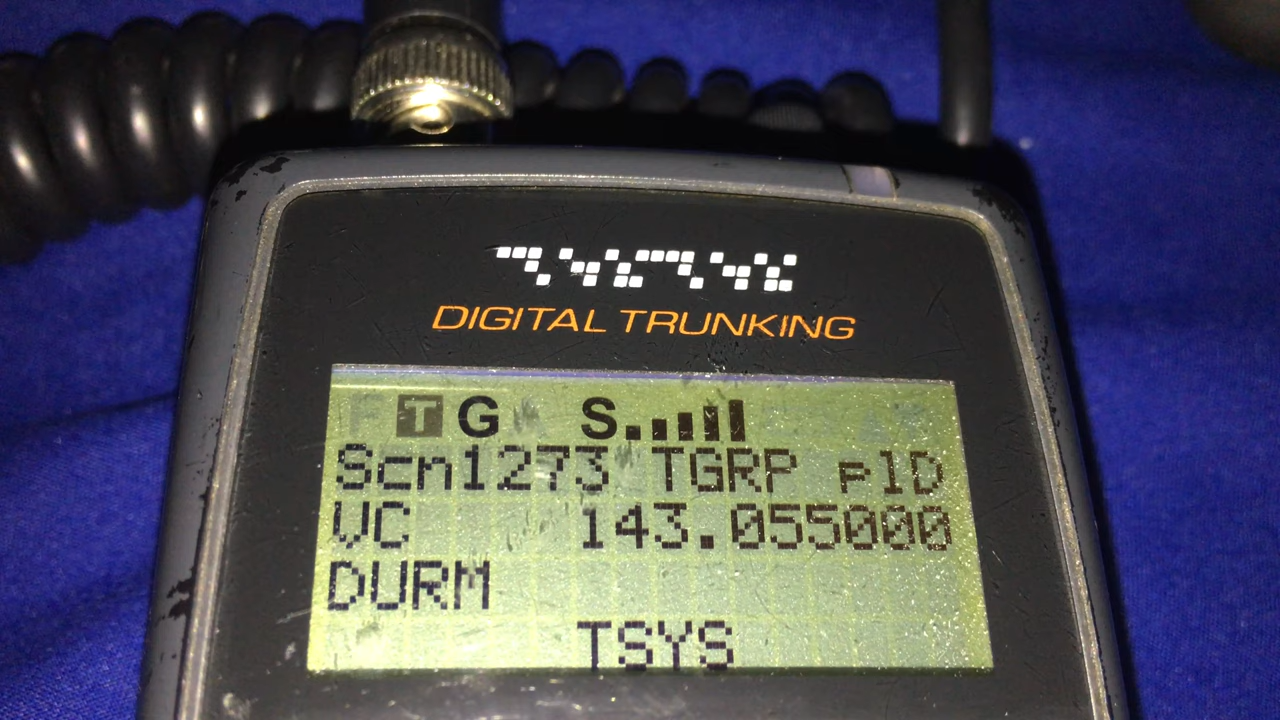 DIGITAL TRUNKING
T G S
Scn1273 TGRP P1D
VC 143.055000
DURM
TSYS